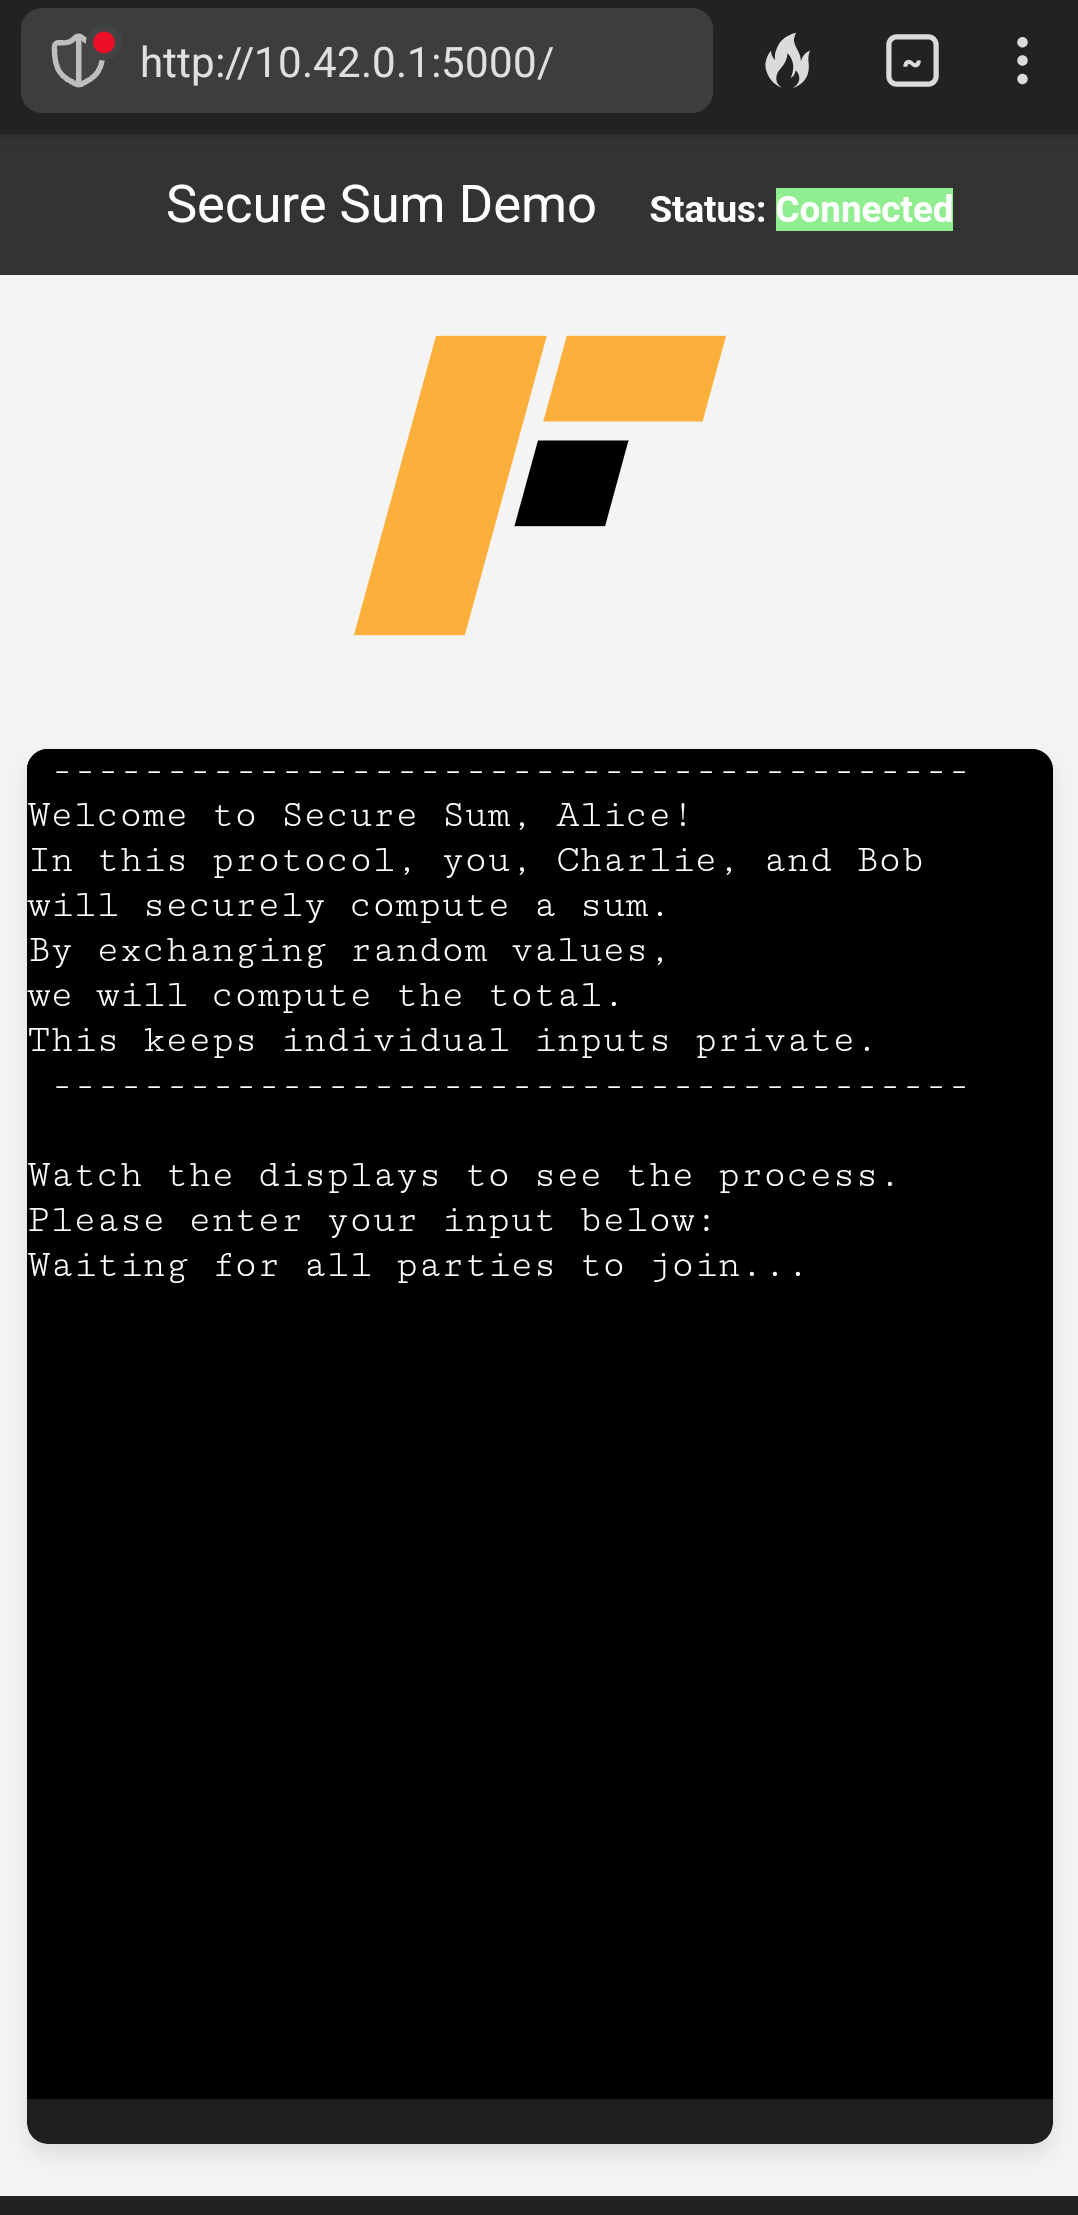 http://10.42.0.1:5000/
~
Secure Sum Demo Status: Connected
----------------------------------------
Welcome to Secure Sum, Alice!
In this protocol, you, Charlie, and Bob
will securely compute a sum.
By exchanging random values,
we will compute the total.
This keeps individual inputs private.
----------------------------------------
Watch the displays to see the process.
Please enter your input below:
Waiting for all parties to join...